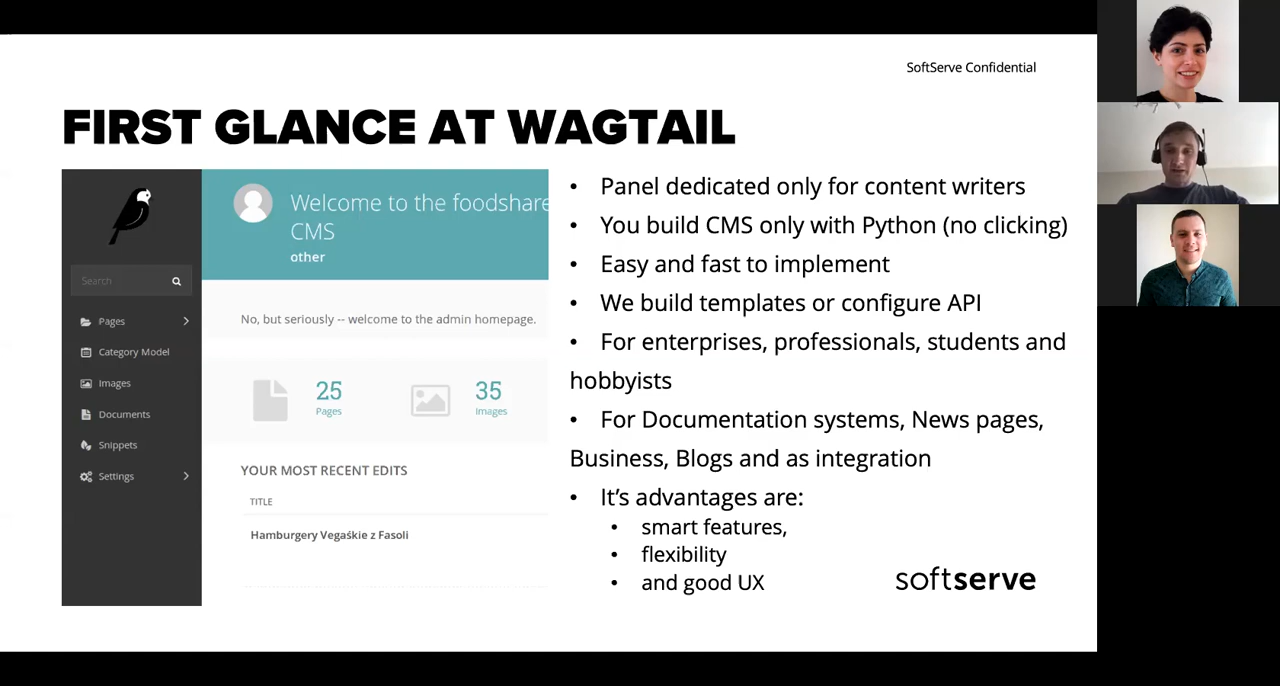 SoftServe Confidential
FIRST GLANCE AT WAGTAIL
Welcome to the foodshare
CMS
other
Search
Pages
Category Model
Images
Documents
Snippets
Settings
No, but seriously -- welcome to the admin homepage.
25
Pages
35
Images
YOUR MOST RECENT EDITS
TITLE
Hamburgery Vegaśkie z Fasoli
• Panel dedicated only for content writers
• You build CMS only with Python (no clicking)
• Easy and fast to implement
• We build templates or configure API
• For enterprises, professionals, students and
hobbyists
• For Documentation systems, News pages,
Business, Blogs and as integration
• It’s advantages are:
• smart features,
• flexibility
• and good UX
softserve